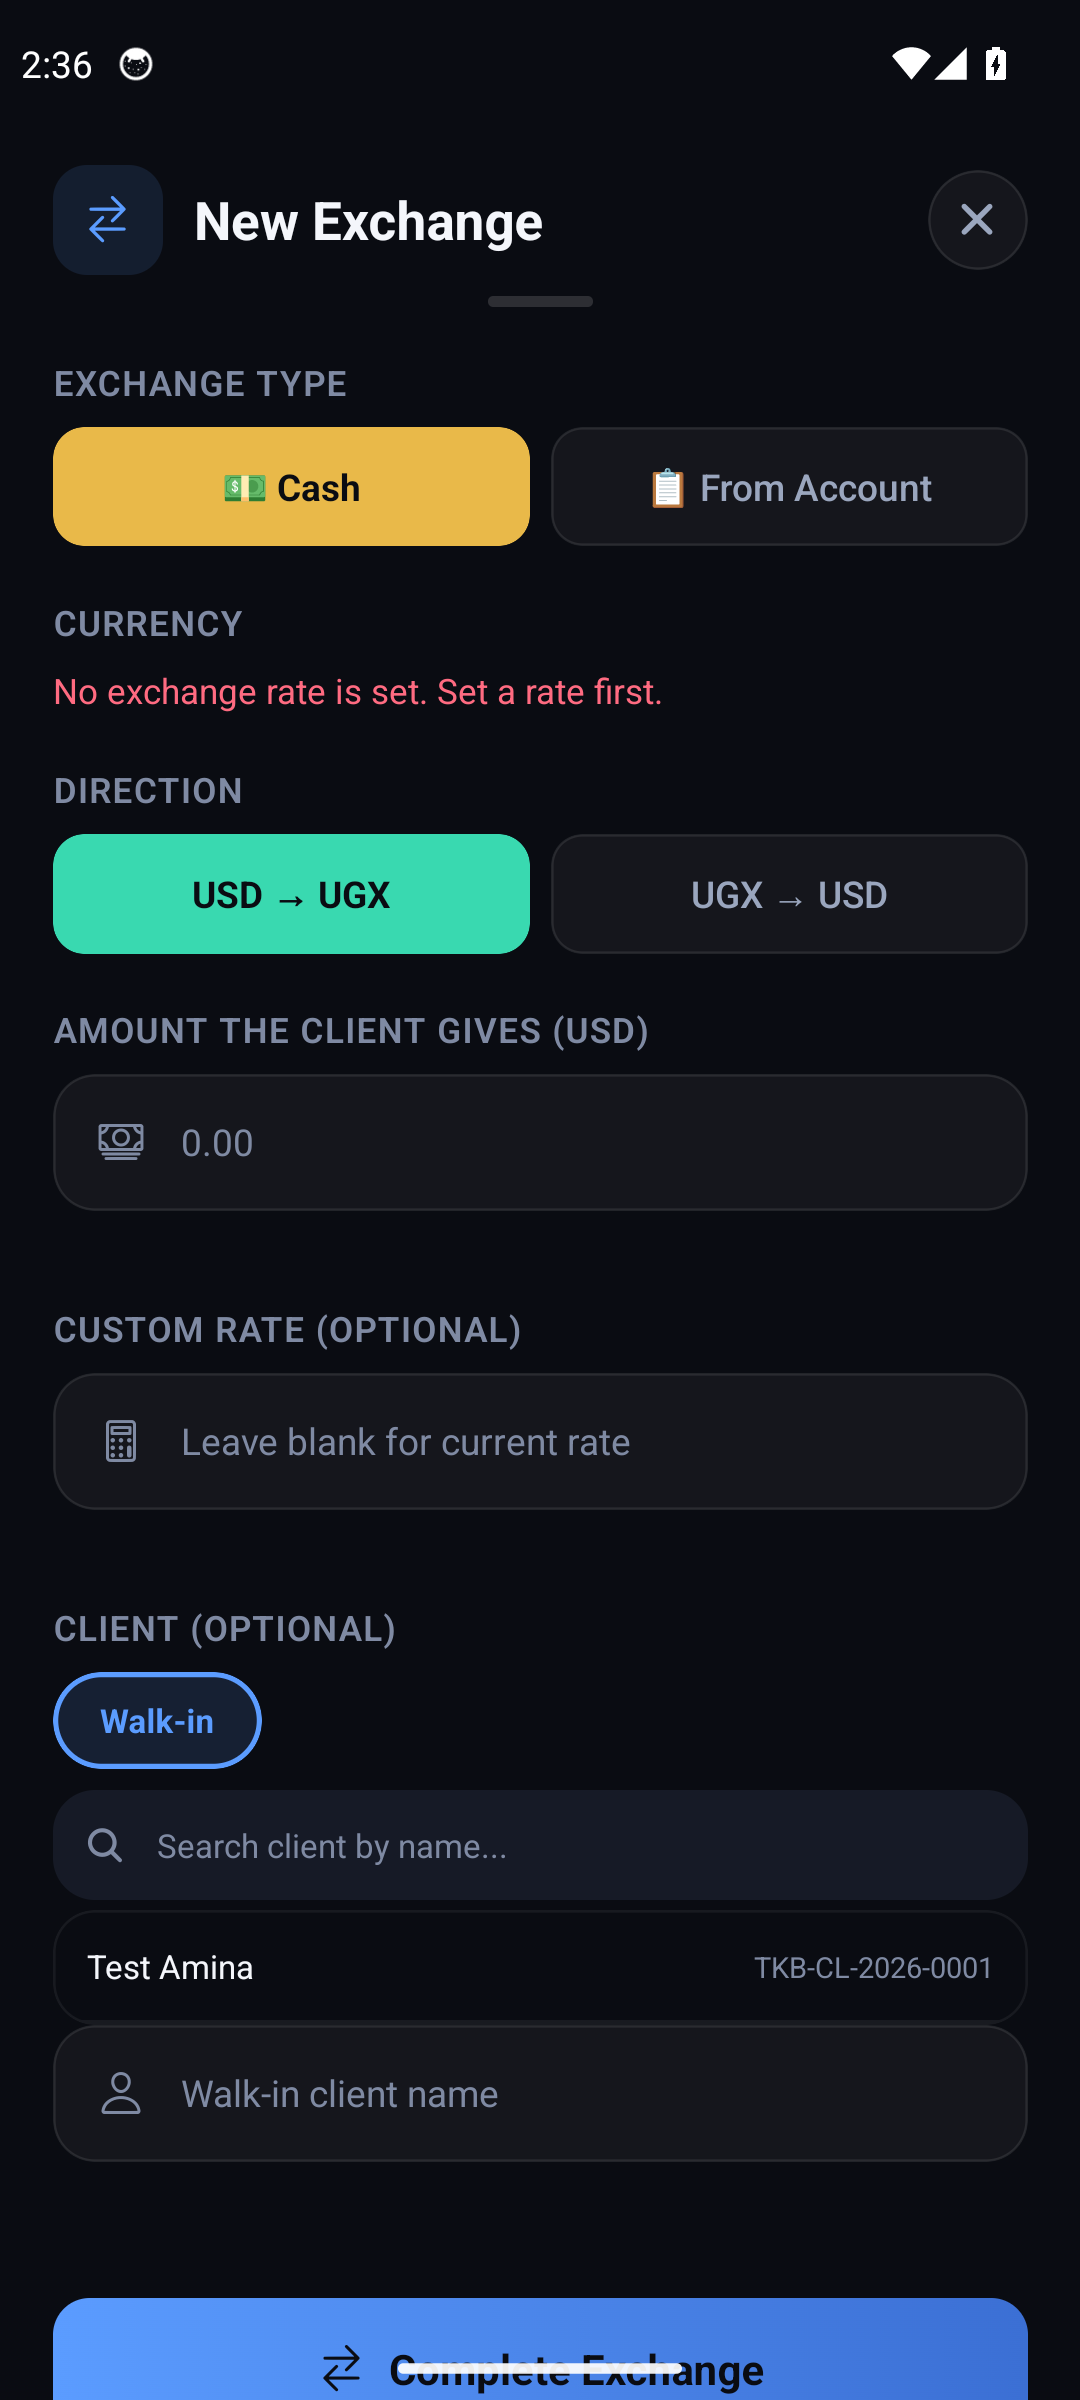 2:36
New Exchange
EXCHANGE TYPE
💵 Cash
📋 From Account
CURRENCY
No exchange rate is set. Set a rate first.
DIRECTION
USD → UGX
UGX → USD
AMOUNT THE CLIENT GIVES (USD)
0.00
CUSTOM RATE (OPTIONAL)
Leave blank for current rate
CLIENT (OPTIONAL)
Walk-in
Search client by name...
Test Amina
TKB-CL-2026-0001
Walk-in client name
Complete Exchange